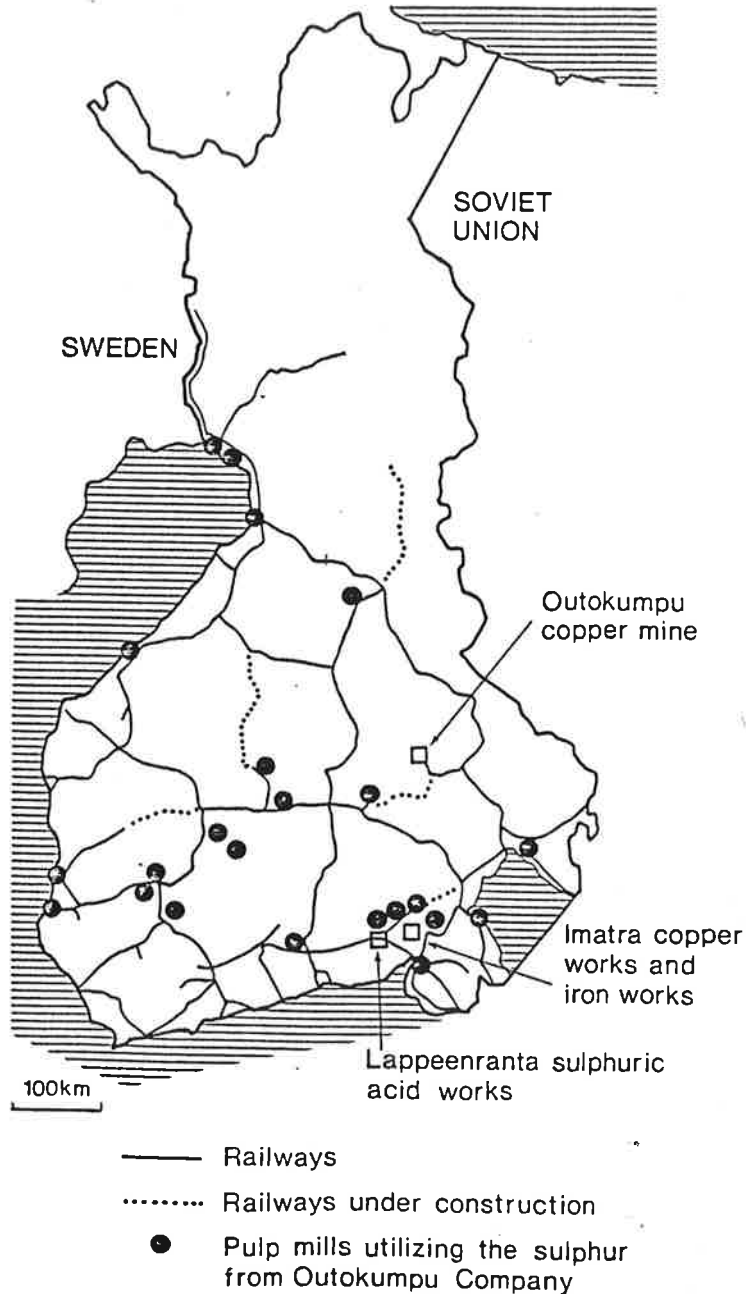 SOVIET
UNION
SWEDEN
Outokumpu
copper mine
Imatra copper
works and
iron works
Lappeenranta sulphuric
acid works
100km
Railways
Railways under construction
Pulp mills utilizing the sulphur
from Outokumpu Company